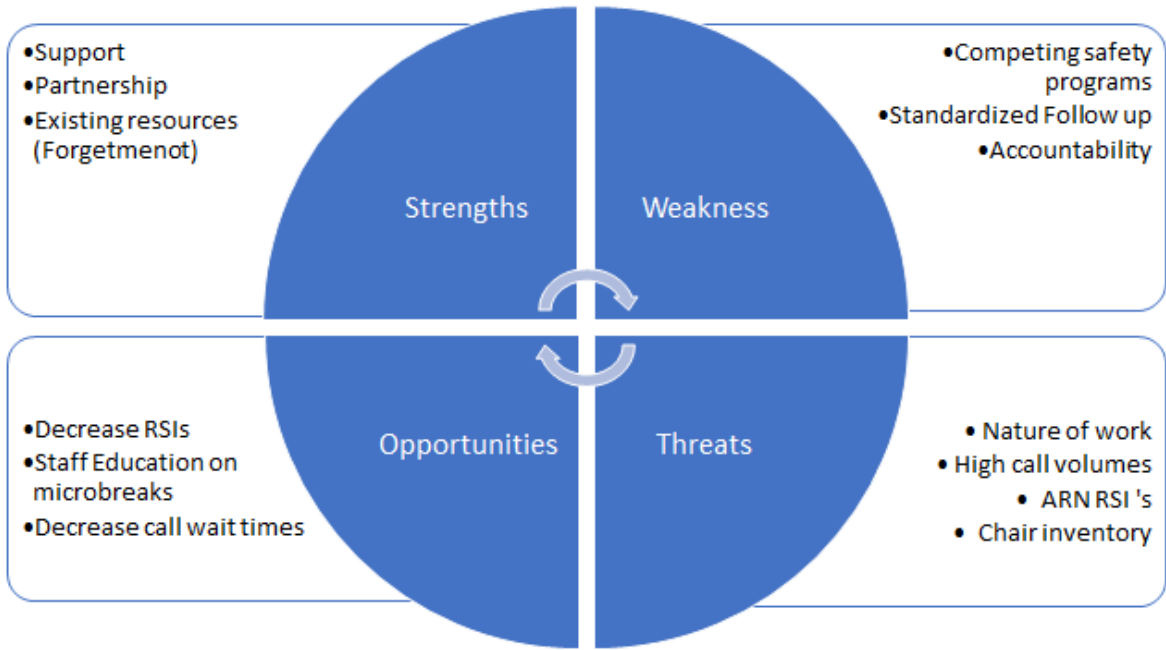 •Support
•Partnership
•Existing resources
(Forgetmenot)
Strengths
•Competing safety
programs
•Standardized Follow up
•Accountability
Weakness
•Decrease RSIs
•Staff Education on
microbreaks
•Decrease call wait times
Opportunities
Threats
• Nature of work
• High call volumes
• ARN RSI 's
• Chair inventory